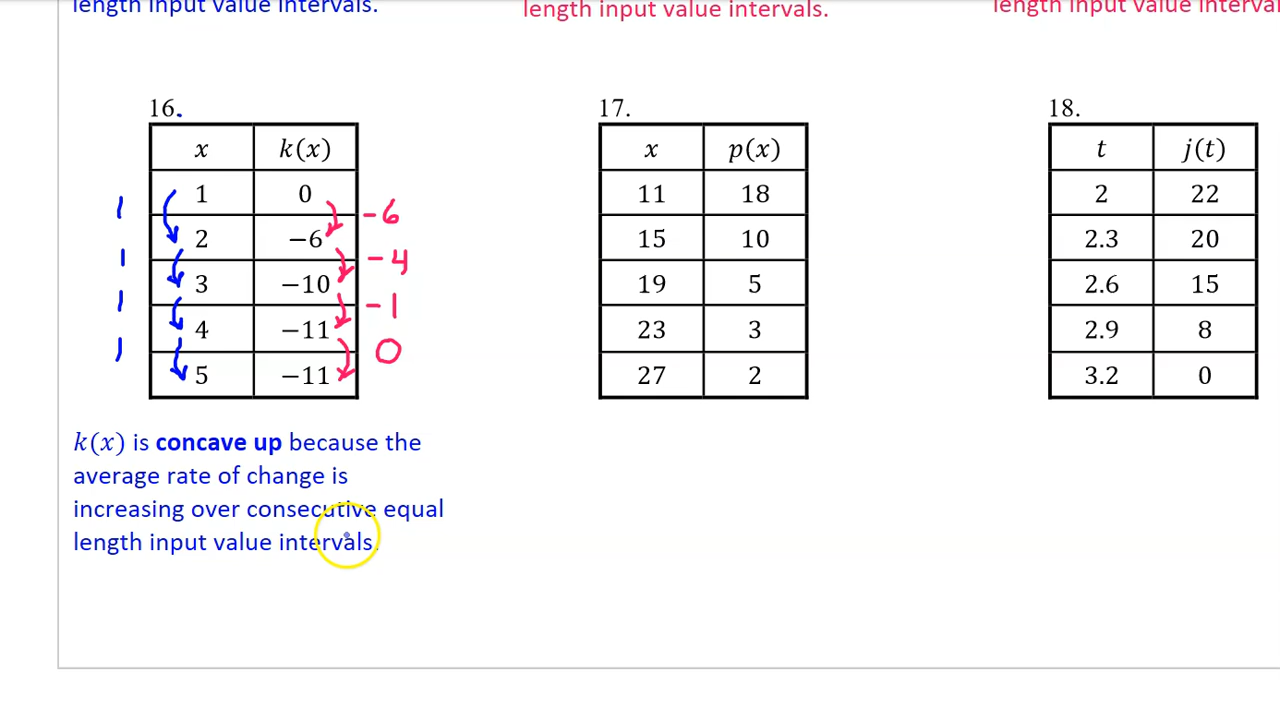 length input value intervals.
length input value intervals.
length input value interva
16.
x k(x)
1 0
2 −6
3 −10
4 −11
5 −11
1
1
1
1
-6
-4
-1
0
k(x) is concave up because the
average rate of change is
increasing over consecutive equal
length input value intervals.
17.
x p(x)
11 18
15 10
19 5
23 3
27 2
18.
t j(t)
2 22
2.3 20
2.6 15
2.9 8
3.2 0